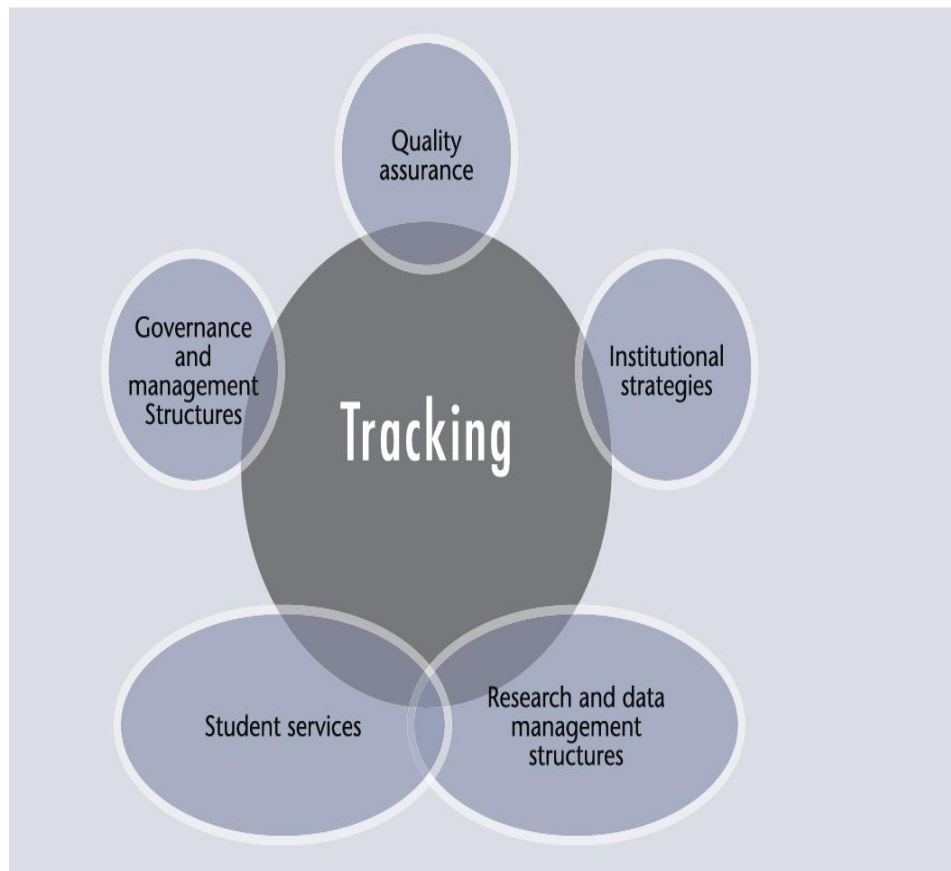 Quality
assurance
Governance
and
management
Structures
Institutional
strategies
Tracking
Student services
Research and data
management
structures